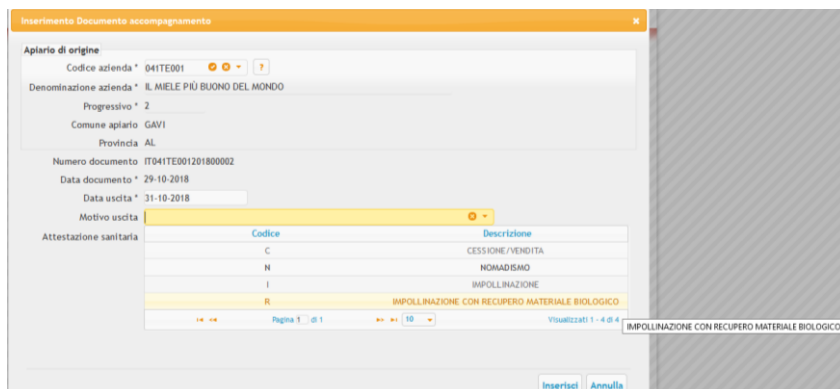 Inserimento Documento accompagnamento
Apiario di origine
Codice azienda * 041TE001 ?
Denominazione azienda * IL MIELE PIÙ BUONO DEL MONDO
Progressivo * 2
Comune apiario GAVI
Provincia AL
Numero documento IT041TE001201800002
Data documento * 29-10-2018
Data uscita * 31-10-2018
Motivo uscita
Attestazione sanitaria Codice Descrizione
C CESSIONE/VENDITA
N NOMADISMO
I IMPOLLINAZIONE
R IMPOLLINAZIONE CON RECUPERO MATERIALE BIOLOGICO
Pagina 1 di 1 10 Visualizzati 1 - 4 di 4
IMPOLLINAZIONE CON RECUPERO MATERIALE BIOLOGICO
Inserisci Annulla